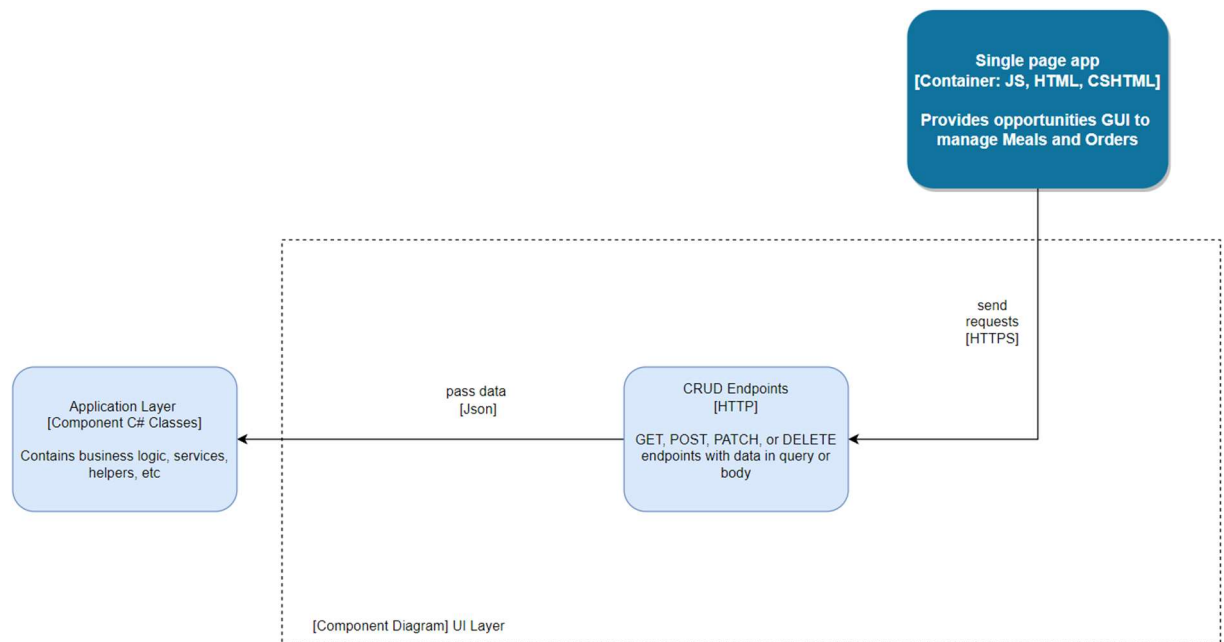 Single page app
[Container: JS, HTML, CSHTML]
Provides opportunities GUI to
manage Meals and Orders
send
requests
[HTTPS]
pass data
[Json]
CRUD Endpoints
[HTTP]
GET, POST, PATCH, or DELETE
endpoints with data in query or
body
Application Layer
[Component C# Classes]
Contains business logic, services,
helpers, etc
[Component Diagram] UI Layer